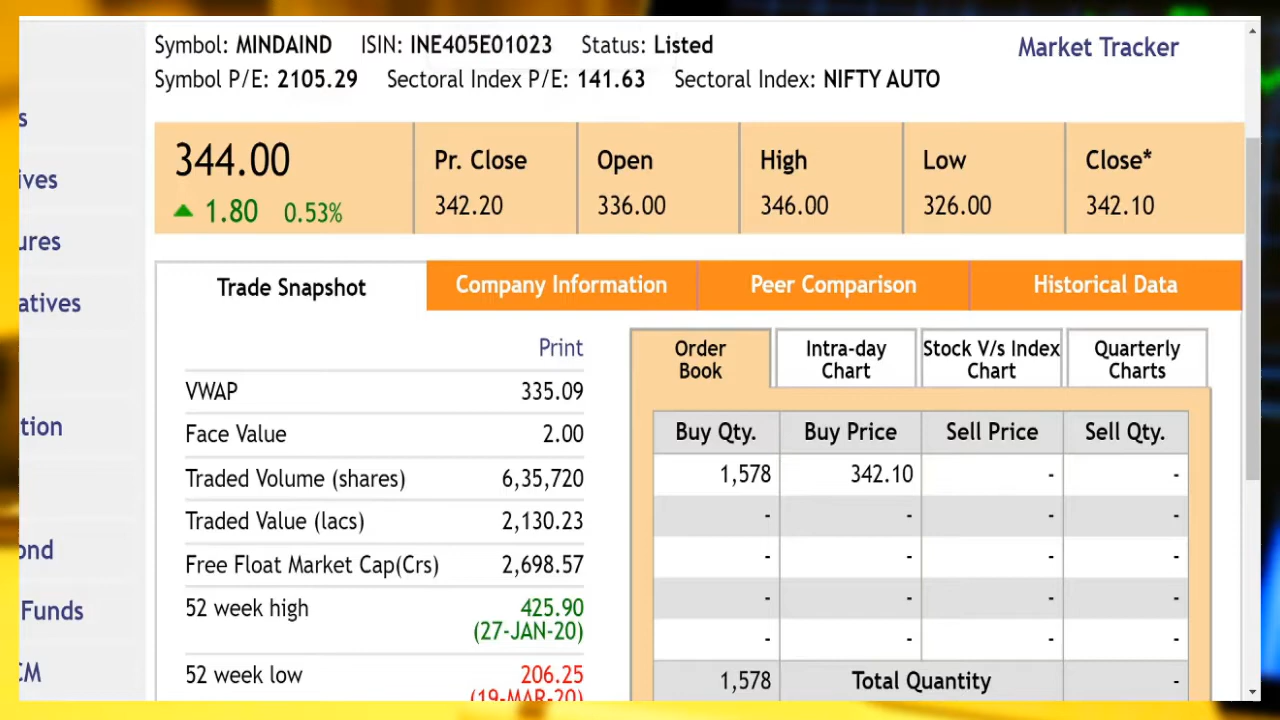 Symbol: MINDAIND ISIN: INE405E01023 Status: Listed
Market Tracker
Symbol P/E: 2105.29 Sectoral Index P/E: 141.63 Sectoral Index: NIFTY AUTO
344.00
1.80 0.53%
Pr. Close
342.20
Open
336.00
High
346.00
Low
326.00
Close*
342.10
Trade Snapshot
Company Information
Peer Comparison
Historical Data
Print
VWAP 335.09
Face Value 2.00
Traded Volume (shares) 6,35,720
Traded Value (lacs) 2,130.23
Free Float Market Cap(Crs) 2,698.57
52 week high 425.90
(27-JAN-20)
52 week low 206.25
(19-MAR-20)
Order
Book
Intra-day
Chart
Stock V/s Index
Chart
Quarterly
Charts
Buy Qty. Buy Price Sell Price Sell Qty.
1,578 342.10 - -
- - - -
- - - -
- - - -
- - - -
1,578 Total Quantity -
s
ives
ures
atives
tion
ond
Funds
CM